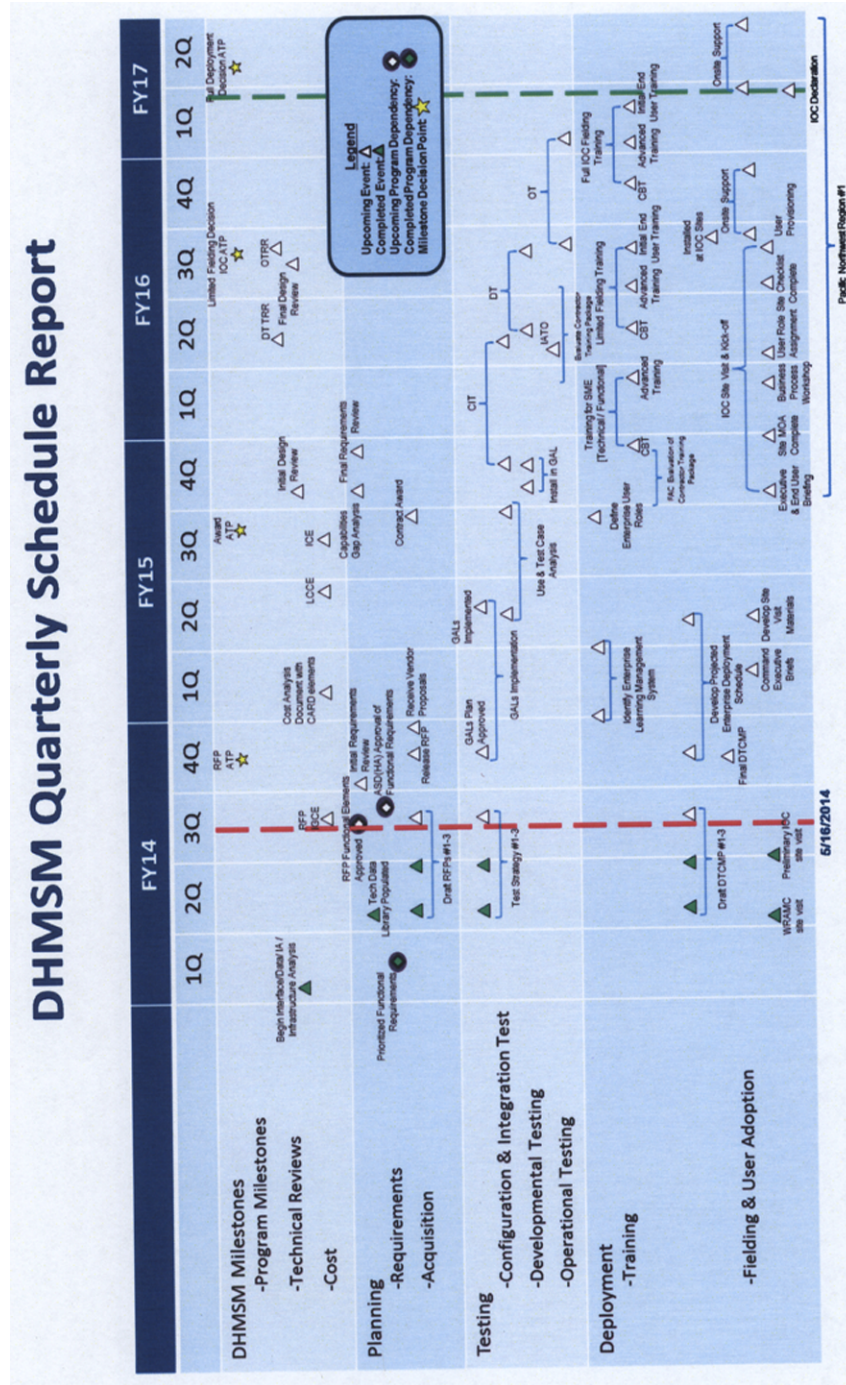 DHMSM Quarterly Schedule Report
FY14
FY15
FY16
FY17
1Q
2Q
3Q
4Q
1Q
2Q
3Q
4Q
1Q
2Q
3Q
4Q
1Q
2Q
DHMSM Milestones
-Program Milestones
RFP
ATP
Award
ATP
Limited Fielding Decision
IOC ATP
Full Deployment
Decision ATP
-Technical Reviews
Begin Interface/Data/ IA /
Infrastructure Analysis
Initial Design
Review
DT TRR
Final Design
Review
OTRR
-Cost
RFP
IGCE
Cost Analysis
Document with
CARD elements
LCCE
ICE
Planning
-Requirements
Prioritized Functional
Requirements
Tech Data
Library Populated
RFP Functional Elements
Approved
Initial Requirements
Review
ASD(HA) Approval of
Functional Requirements
Capabilities
Gap Analysis
Final Requirements
Review
-Acquisition
Draft RFPs #1-3
Release RFP
Receive Vendor
Proposals
Contract Award
Legend
Upcoming Event:
Completed Event:
Upcoming Program Dependency:
Completed Program Dependency:
Milestone Decision Point:
Testing
-Configuration & Integration Test
-Developmental Testing
-Operational Testing
Test Strategy #1-3
GALs Plan
Approved
GALs
Implemented
GALs Implementation
Use & Test Case
Analysis
Install in GAL
CIT
DT
IATO
Evaluate Contractor
Training Package
OT
Deployment
-Training
Identify Enterprise
Learning Management
System
Define
Enterprise User
Roles
FAC Evaluation of
Contractor Training
Package
Training for SME
[Technical / Functional]
CBT
Advanced
Training
Limited Fielding Training
CBT
Advanced
Training
Initial End
User Training
Full IOC Fielding
Training
CBT
Advanced
Training
Initial End
User Training
-Fielding & User Adoption
Draft DTCMP #1-3
Final DTCMP
Develop Projected
Enterprise Deployment
Schedule
WRAMC
site visit
Preliminary IOC
site visit
Command
Executive
Briefs
Develop Site
Visit
Materials
IOC Site Visit & Kick-off
Executive
& End User
Briefing
Site MOA
Complete
Business
Process
Workshop
User Role
Assignment
Site Checklist
Complete
User
Provisioning
Installed
at IOC Sites
Onsite Support
Onsite Support
5/16/2014
Pacific Northwest Region #1
IOC Declaration